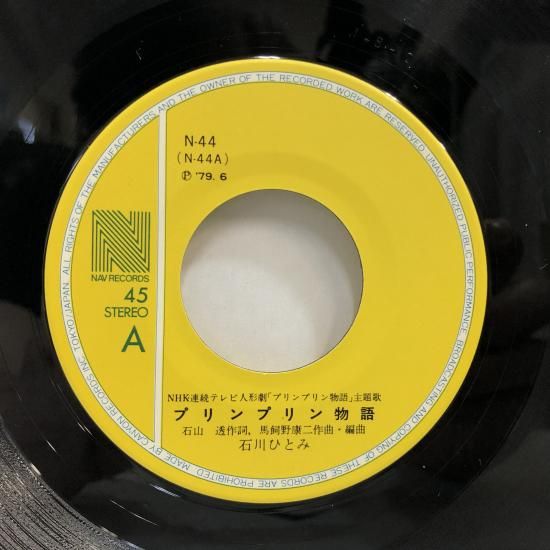 N-44
(N-44A)
Ⓟ '79. 6
N
NAV RECORDS
45
STEREO
A
NHK連続テレビ人形劇「プリンプリン物語」主題歌
プリンプリン物語
石山 透作詞, 馬飼野康二作曲・編曲
石川ひとみ
ALL RIGHTS OF THE MANUFACTURERS AND THE OWNER OF THE RECORDED WORK ARE RESERVED. UNAUTHORIZED PUBLIC PERFORMANCE, BROADCASTING AND COPYING OF THESE RECORDS PROHIBITED MADE BY CANYON RECORDS INC TOKYO/JAPAN.